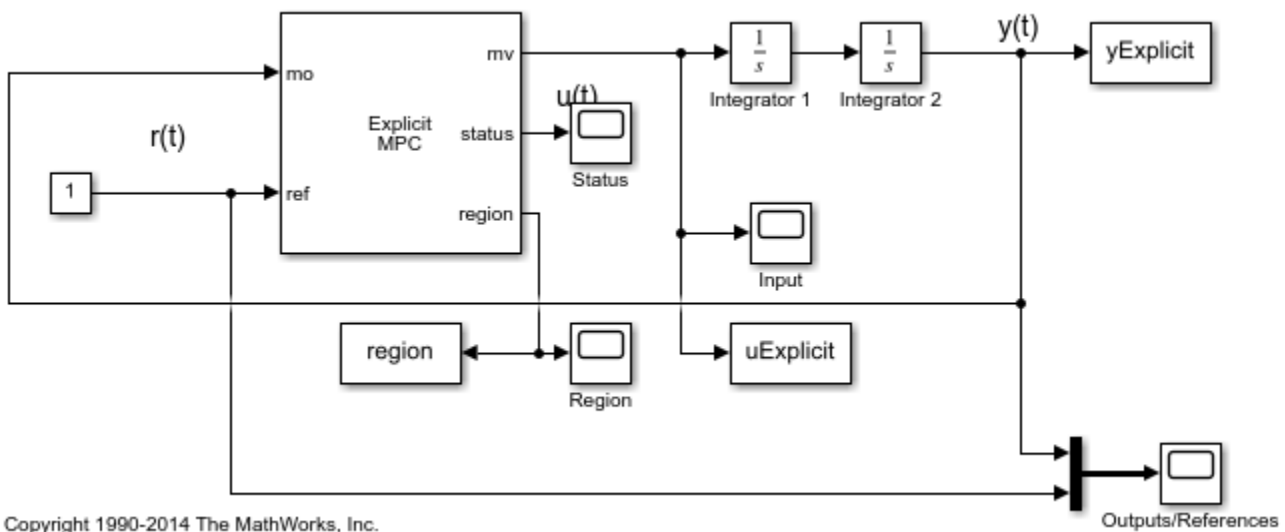 y(t)
mv
1
s
1
s
yExplicit
mo
Integrator 1
Integrator 2
u(t)
r(t)
Explicit
MPC
status
Status
1
ref
region
Input
region
uExplicit
Region
Outputs/References
Copyright 1990-2014 The MathWorks, Inc.